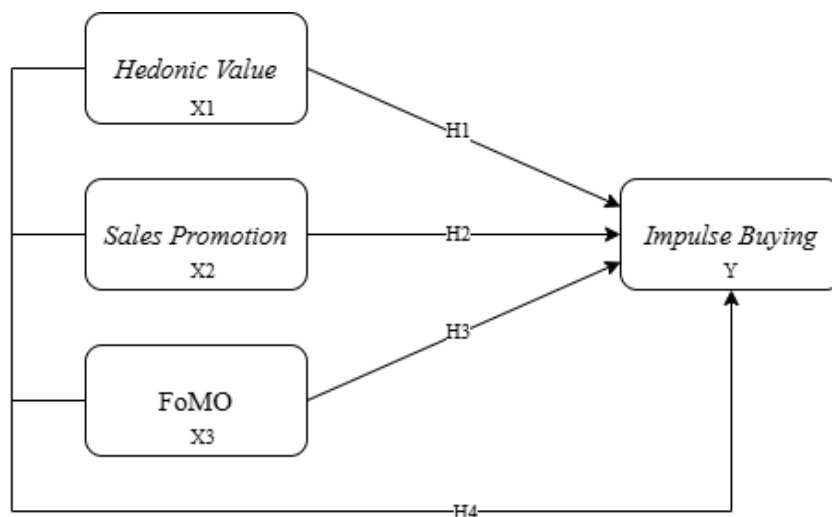 Hedonic Value
X1
H1
Sales Promotion
X2
H2
Impulse Buying
Y
H3
FoMO
X3
H4